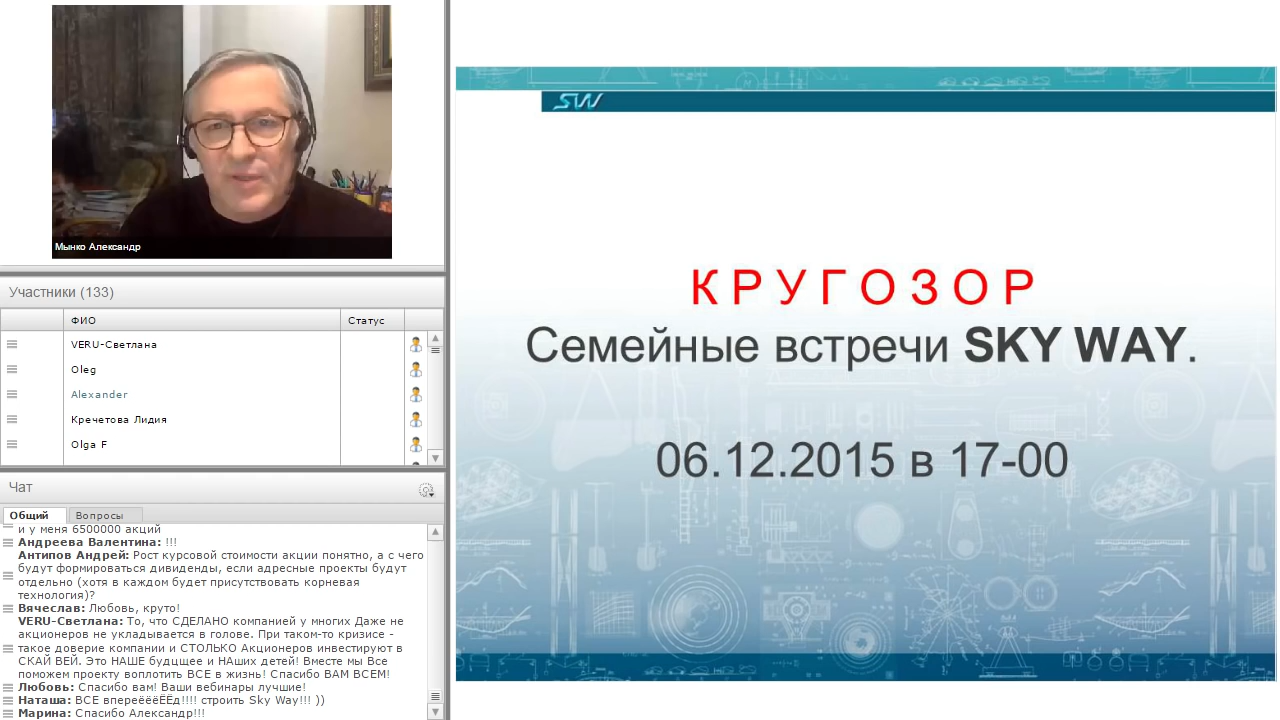 Мынко Александр
Участники (133)
ФИО
Статус
VERU-Светлана
Oleg
Alexander
Кречетова Лидия
Olga F
Чат
Общий
Вопросы
и у меня 6500000 акций
Андреева Валентина: !!!
Антипов Андрей: Рост курсовой стоимости акции понятно, а с чего
будут формироваться дивиденды, если адресные проекты будут
отдельно (хотя в каждом будет присутствовать корневая
технология)?
Вячеслав: Любовь, круто!
VERU-Светлана: То, что СДЕЛАНО компанией у многих Даже не
акционеров не укладывается в голове. При таком-то кризисе -
такое доверие компании и СТОЛЬКО Акционеров инвестируют в
СКАЙ ВЕЙ. Это НАШЕ будцщее и НАших детей! Вместе мы Все
поможем проекту воплотить ВСЕ в жизнь! Спасибо ВАМ ВСЕМ!
Любовь: Спасибо вам! Ваши вебинары лучшие!
Наташа: ВСЕ впереёёёЁЁд!!!! строить Sky Way!!! ))
Марина: Спасибо Александр!!!
SW
К Р У Г О З О Р
Семейные встречи SKY WAY.
06.12.2015 в 17-00